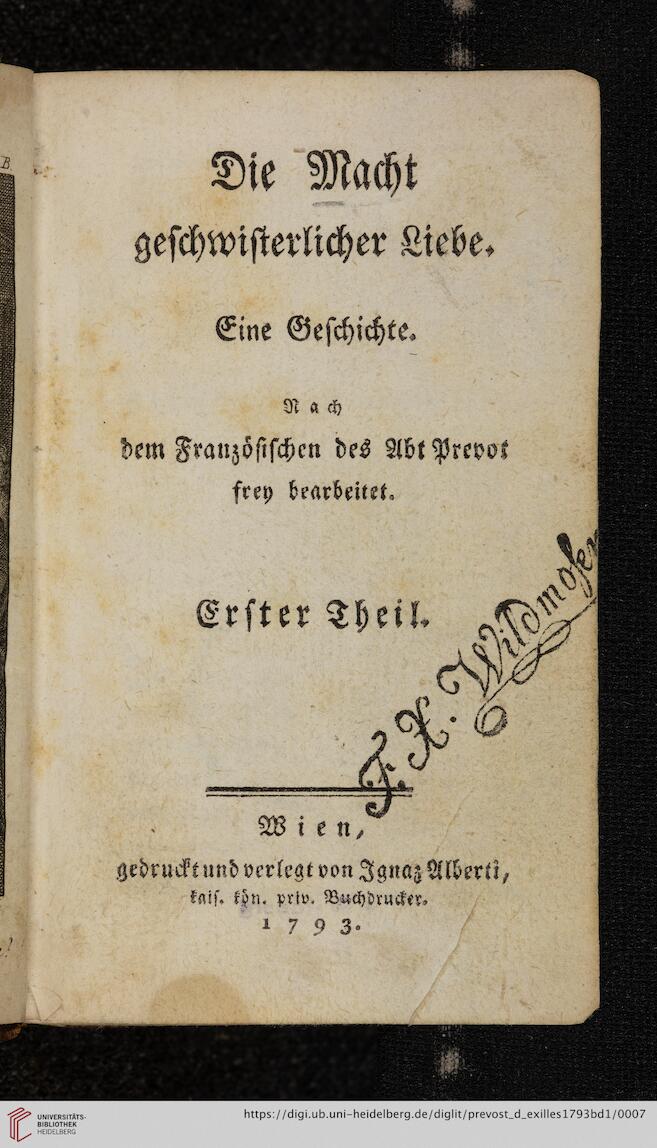 B.
Die Macht
geschwisterlicher Liebe.
Eine Geschichte.
Nach
dem Französischen des Abt Prevot
frey bearbeitet.
Erster Theil.
F. X. Wildmoser
Wien,
gedruckt und verlegt von Ignaz Alberti,
kais. kön. priv. Buchdrucker.
1793.
UNIVERSITÄTS-
BIBLIOTHEK
HEIDELBERG
https://digi.ub.uni-heidelberg.de/diglit/prevost_d_exilles1793bd1/0007